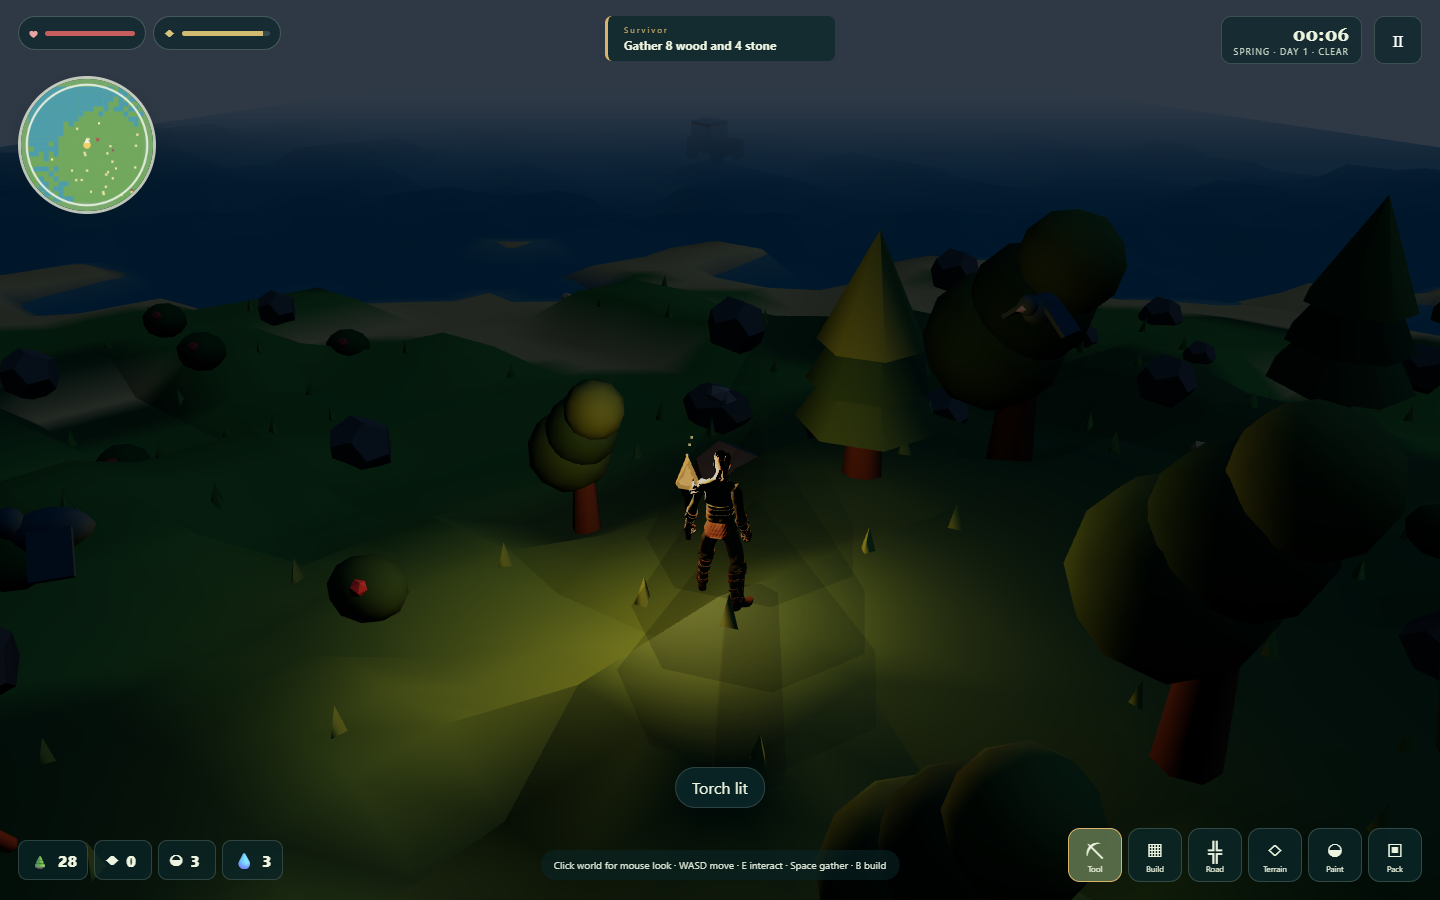 Survivor
Gather 8 wood and 4 stone
00:06
SPRING · DAY 1 · CLEAR
Torch lit
28
0
3
3
Click world for mouse look · WASD move · E interact · Space gather · B build
Tool
Build
Road
Terrain
Paint
Pack